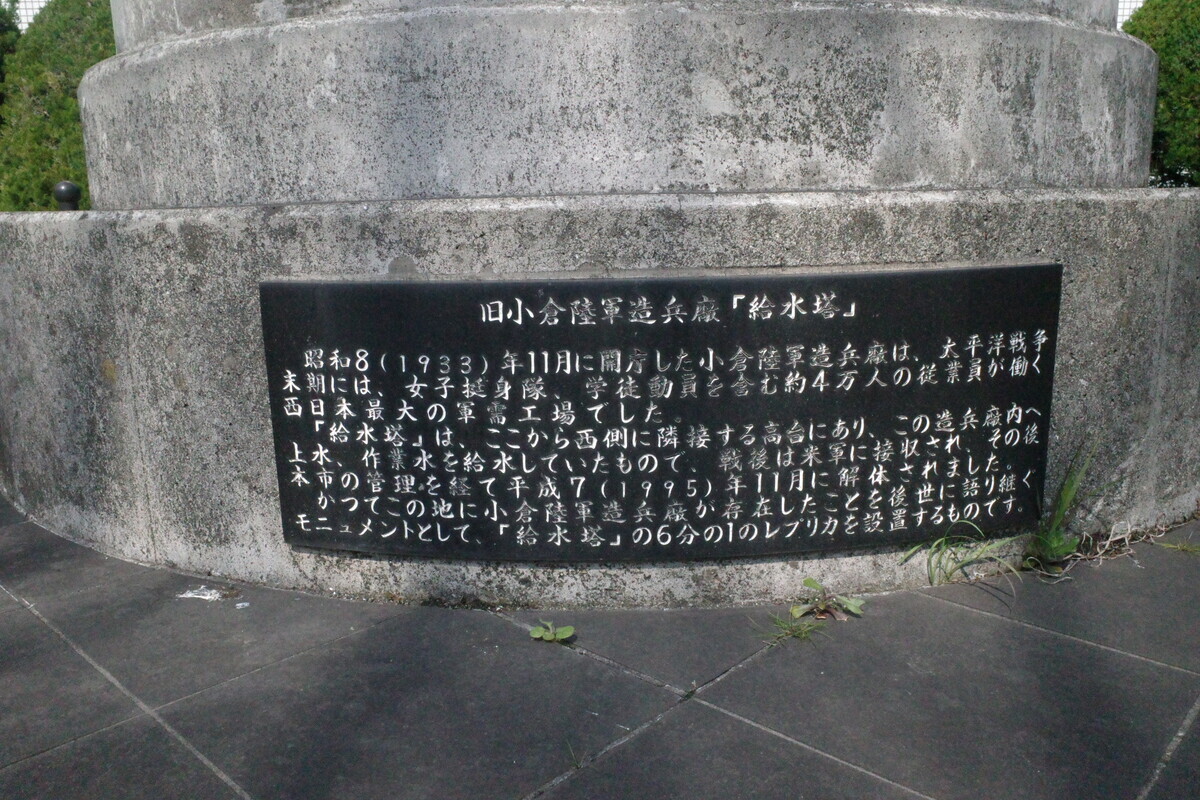 旧小倉陸軍造兵廠「給水塔」
昭和8(1933)年11月に開庁した小倉陸軍造兵廠は、太平洋戦争
末期には、女子挺身隊、学徒動員を含む約4万人の従業員が働く
西日本最大の軍需工場でした。
「給水塔」は、ここから西側に隣接する高台にあり、この造兵廠内へ
上水、作業水を給水していたもので、戦後は米軍に接収され、その後
本市の管理を経て平成7(1995)年11月に解体されました。
かつてこの地に小倉陸軍造兵廠が存在したことを後世に語り継ぐ
モニュメントとして、「給水塔」の6分の1のレプリカを設置するものです。